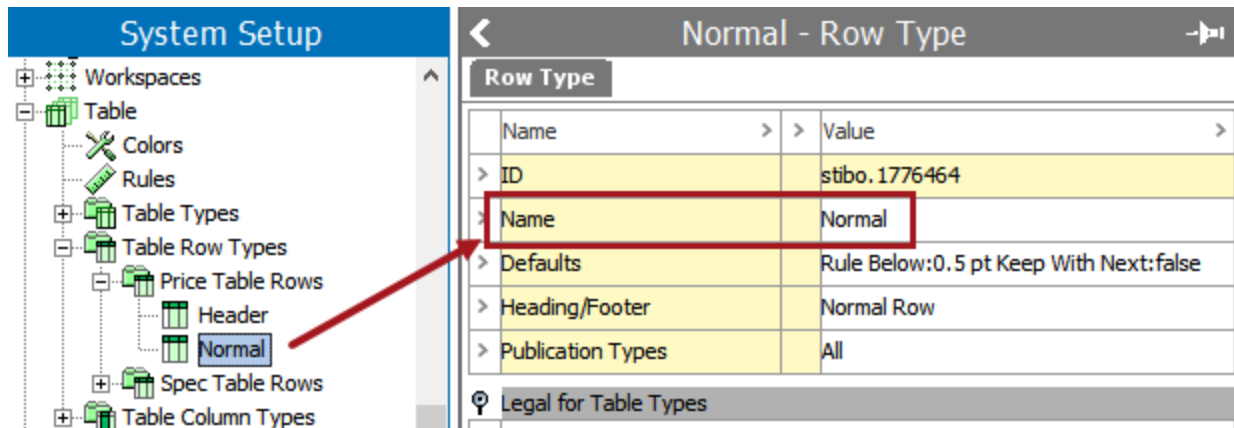 System Setup
Workspaces
Table
Colors
Rules
Table Types
Table Row Types
Price Table Rows
Header
Normal
Spec Table Rows
Table Column Types
Normal - Row Type
Row Type
Name > > Value >
> ID stibo.1776464
> Name Normal
> Defaults Rule Below:0.5 pt Keep With Next:false
> Heading/Footer Normal Row
> Publication Types All
Legal for Table Types